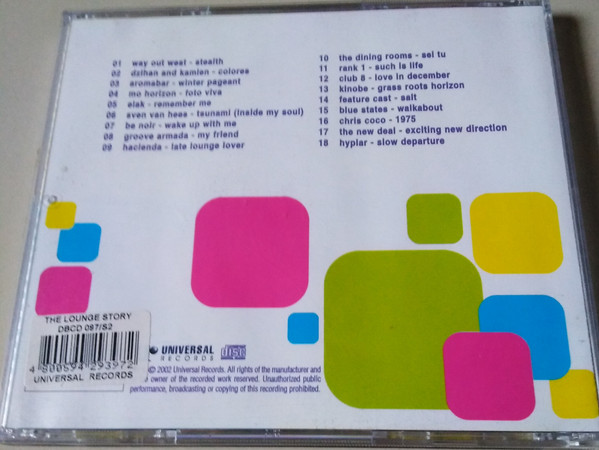 01 way out west - stealth
02 dzihan and kamien - colores
03 aromabar - winter pageant
04 mo horizon - foto viva
05 elak - remember me
06 sven van hees - tsunami (inside my soul)
07 be noir - wake up with me
08 groove armada - my friend
09 hacienda - late lounge lover
10 the dining rooms - sei tu
11 rank 1 - such is life
12 club 8 - love in december
13 kinobe - grass roots horizon
14 feature cast - salt
15 blue states - walkabout
16 chris coco - 1975
17 the new deal - exciting new direction
18 hyplar - slow departure
THE LOUNGE STORY
DBCD 097/S2
4 800594 293972
UNIVERSAL RECORDS
UNIVERSAL
RECORDS
COMPACT disc
© 2002 Universal Records. All rights of the manufacturer and
owner of the recorded work reserved. Unauthorized public
performance, broadcasting or copying of this recording prohibited.